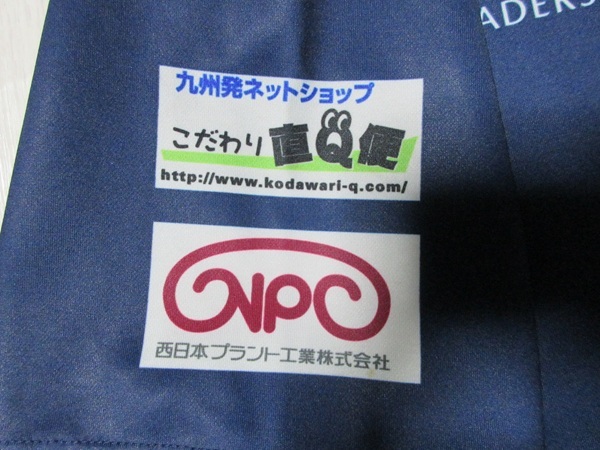 ADERS
九州発ネットショップ
こだわり 直Q便
http://www.kodawari-q.com/
NPC
西日本プラント工業株式会社